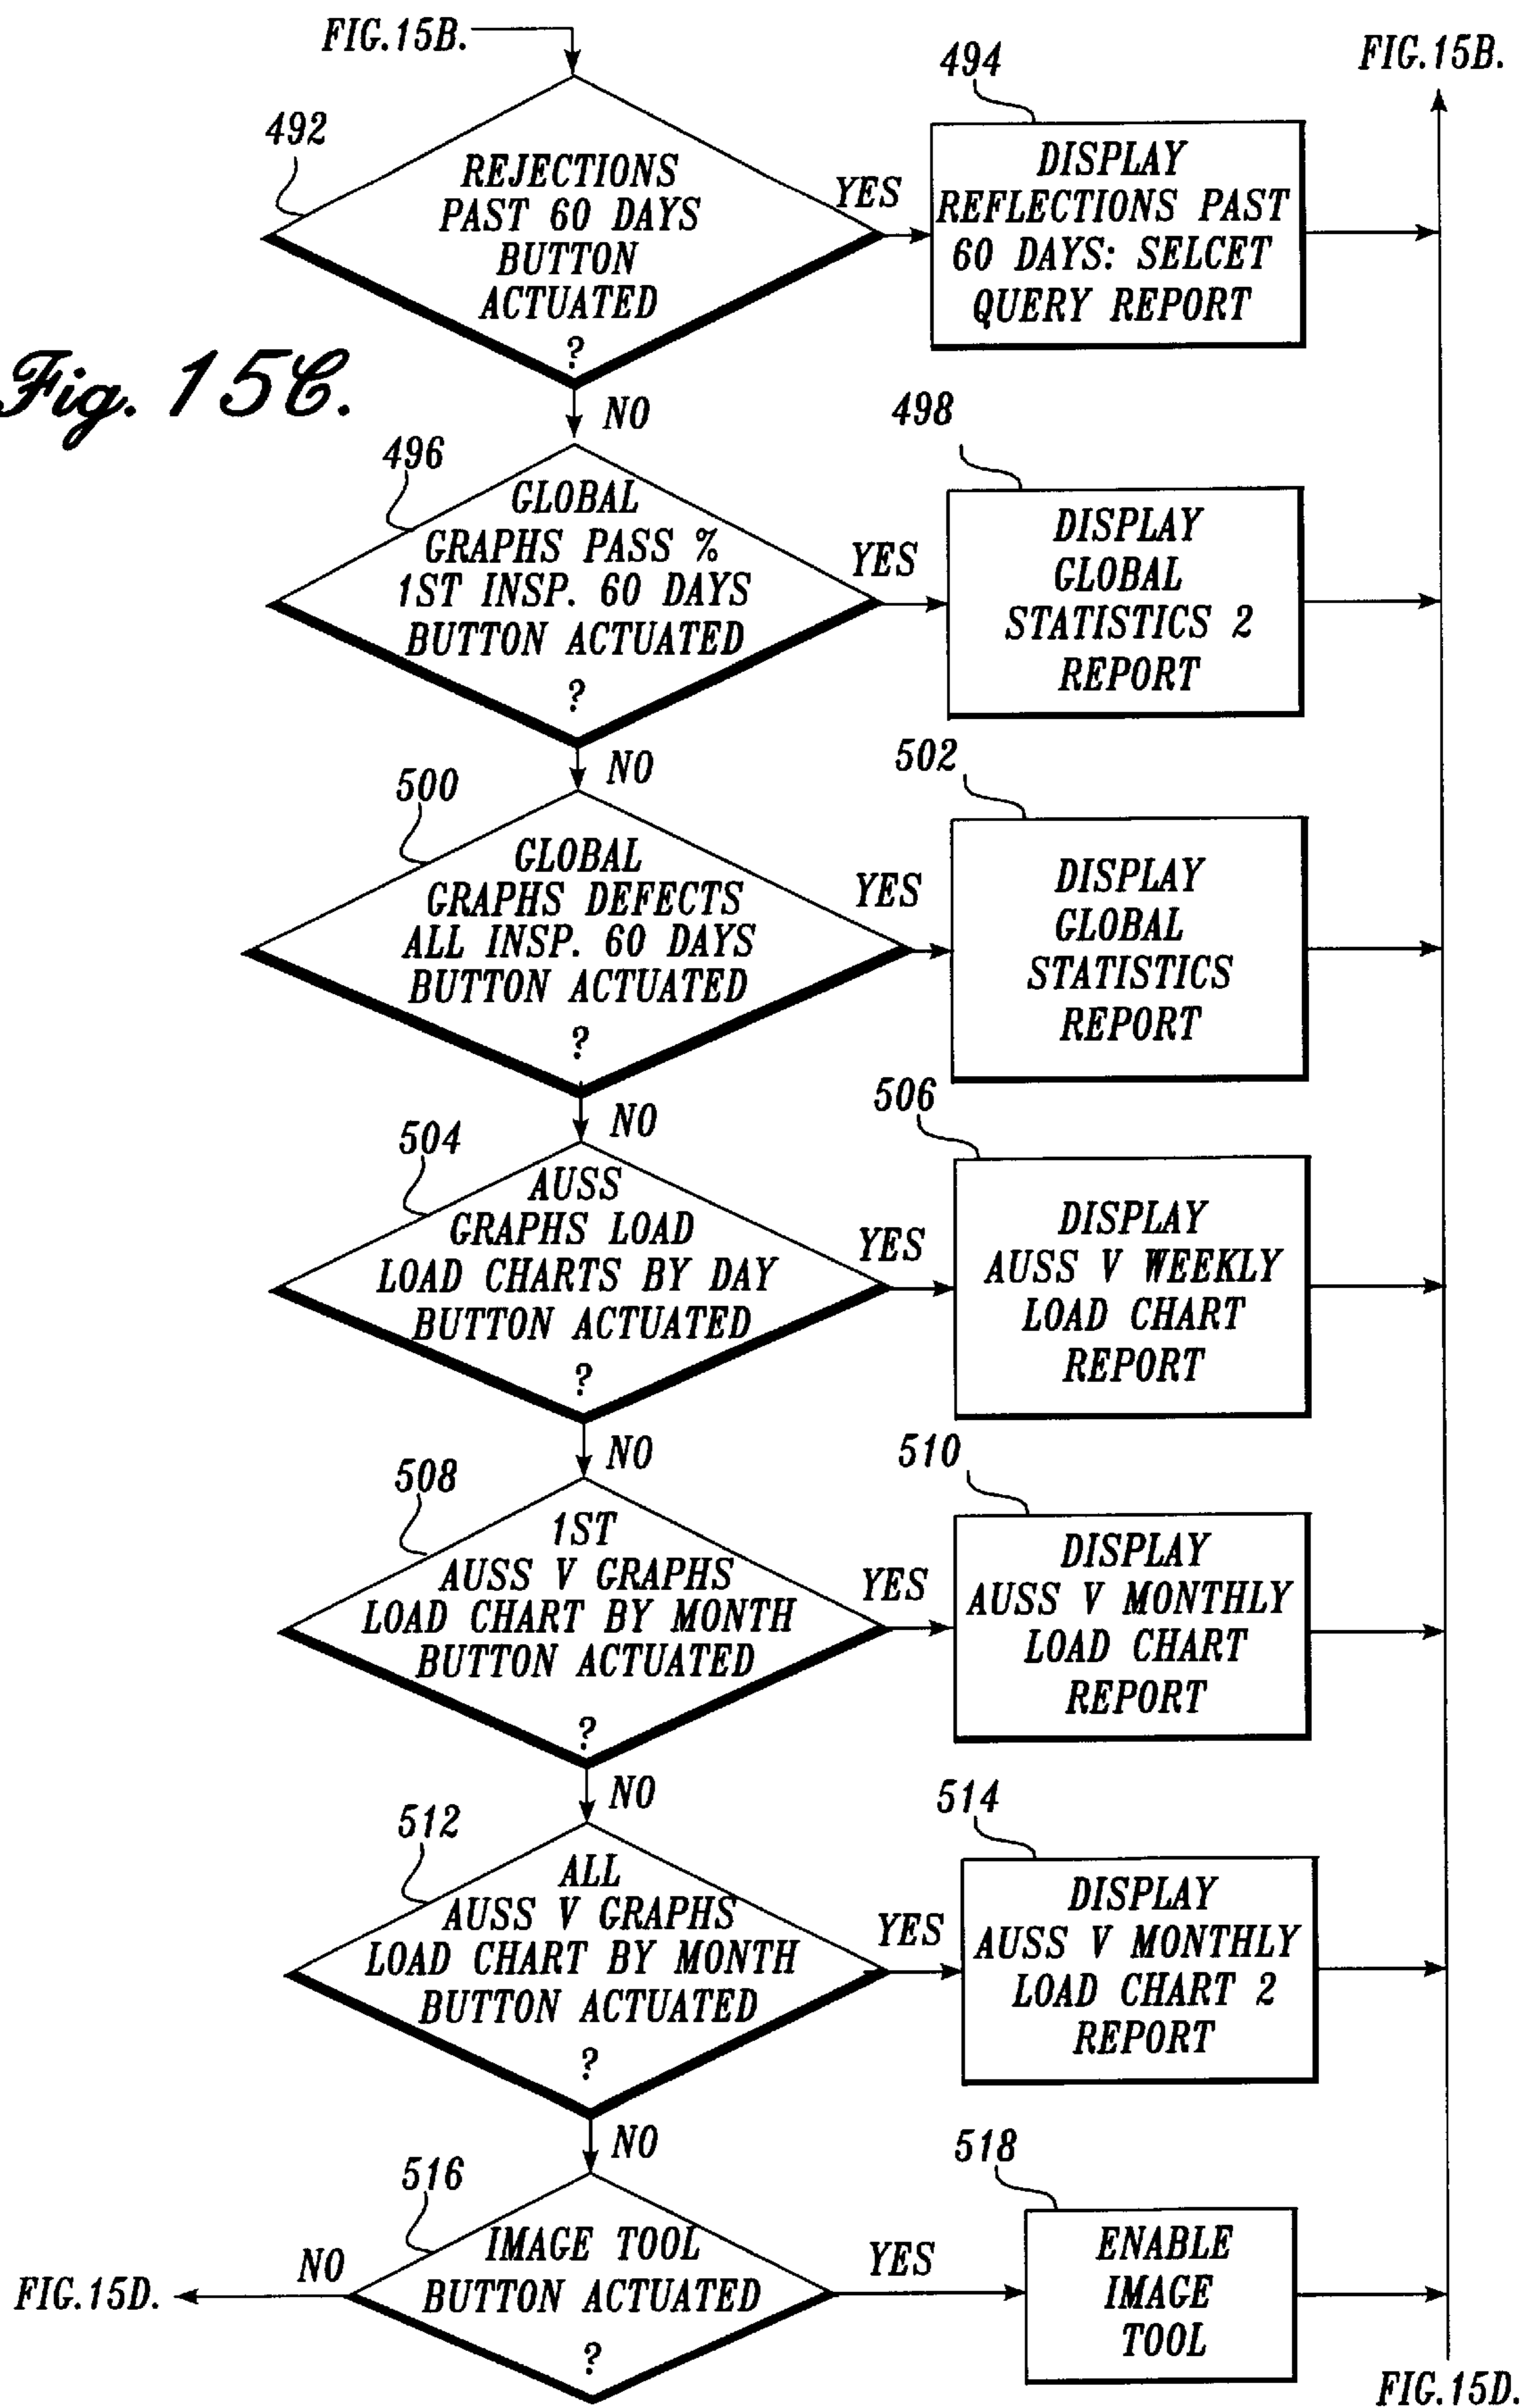 FIG.15B.
FIG.15B.
492
REJECTIONS
PAST 60 DAYS
BUTTON
ACTUATED
?
YES
494
DISPLAY
REFLECTIONS PAST
60 DAYS: SELCET
QUERY REPORT
Fig. 15C.
NO
496
GLOBAL
GRAPHS PASS %
1ST INSP. 60 DAYS
BUTTON ACTUATED
?
YES
498
DISPLAY
GLOBAL
STATISTICS 2
REPORT
NO
500
GLOBAL
GRAPHS DEFECTS
ALL INSP. 60 DAYS
BUTTON ACTUATED
?
YES
502
DISPLAY
GLOBAL
STATISTICS
REPORT
NO
504
AUSS
GRAPHS LOAD
LOAD CHARTS BY DAY
BUTTON ACTUATED
?
YES
506
DISPLAY
AUSS V WEEKLY
LOAD CHART
REPORT
NO
508
1ST
AUSS V GRAPHS
LOAD CHART BY MONTH
BUTTON ACTUATED
?
YES
510
DISPLAY
AUSS V MONTHLY
LOAD CHART
REPORT
NO
512
ALL
AUSS V GRAPHS
LOAD CHART BY MONTH
BUTTON ACTUATED
?
YES
514
DISPLAY
AUSS V MONTHLY
LOAD CHART 2
REPORT
NO
516
IMAGE TOOL
BUTTON ACTUATED
?
YES
518
ENABLE
IMAGE
TOOL
NO
FIG.15D.
FIG.15D.